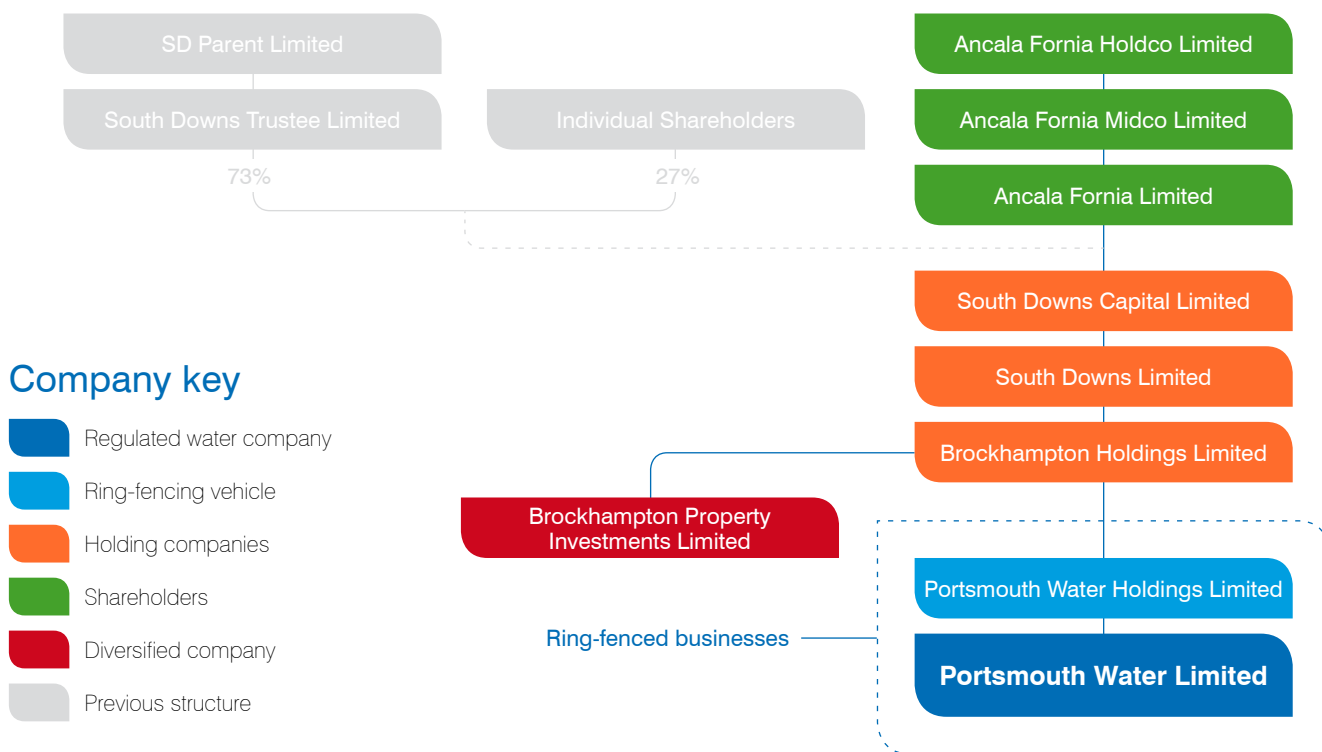 SD Parent Limited
South Downs Trustee Limited
Individual Shareholders
73%
27%
Ancala Fornia Holdco Limited
Ancala Fornia Midco Limited
Ancala Fornia Limited
South Downs Capital Limited
South Downs Limited
Brockhampton Holdings Limited
Brockhampton Property
Investments Limited
Portsmouth Water Holdings Limited
Ring-fenced businesses
Portsmouth Water Limited
Company key
Regulated water company
Ring-fencing vehicle
Holding companies
Shareholders
Diversified company
Previous structure